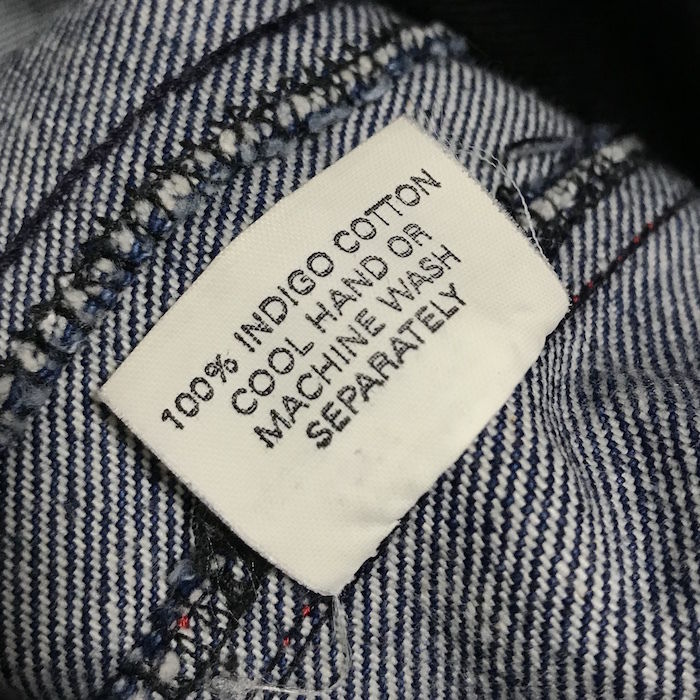 100% INDIGO COTTON
COOL HAND OR
MACHINE WASH
SEPARATELY